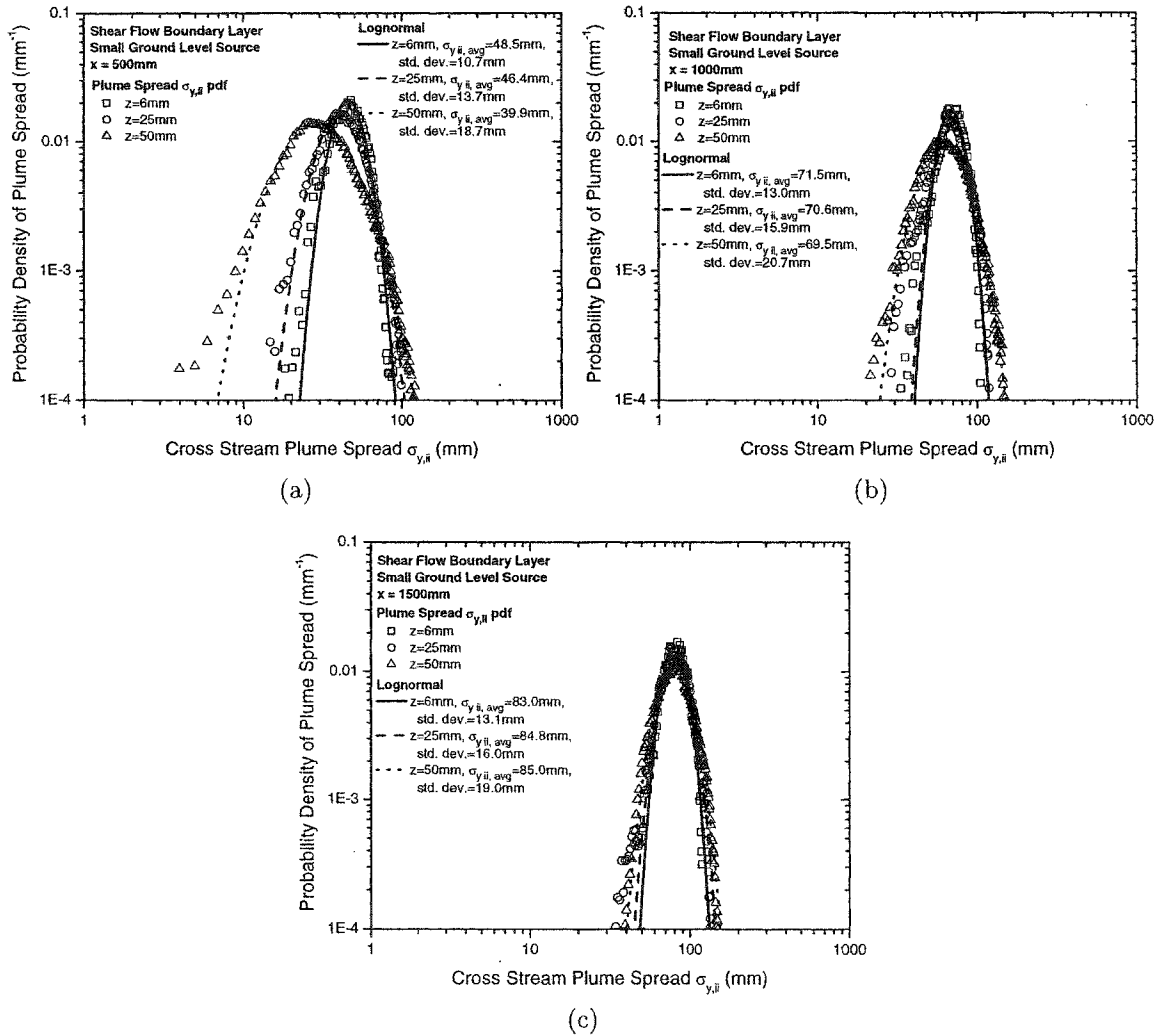 Shear Flow Boundary Layer
Small Ground Level Source
x = 500mm
Plume Spread σy,ii pdf
□ z=6mm
○ z=25mm
△ z=50mm
Lognormal
z=6mm, σy ii, avg=48.5mm,
std. dev.=10.7mm
z=25mm, σy ii, avg=46.4mm,
std. dev.=13.7mm
z=50mm, σy ii, avg=39.9mm,
std. dev.=18.7mm
Probability Density of Plume Spread (mm⁻¹)
0.1
0.01
1E-3
1E-4
1 10 100 1000
Cross Stream Plume Spread σy,ii (mm)
(a)
Shear Flow Boundary Layer
Small Ground Level Source
x = 1000mm
Plume Spread σy,ii pdf
□ z=6mm
○ z=25mm
△ z=50mm
Lognormal
z=6mm, σy ii, avg=71.5mm,
std. dev.=13.0mm
z=25mm, σy ii, avg=70.6mm,
std. dev.=15.9mm
z=50mm, σy ii, avg=69.5mm,
std. dev.=20.7mm
Probability Density of Plume Spread (mm⁻¹)
0.1
0.01
1E-3
1E-4
1 10 100 1000
Cross Stream Plume Spread σy,ii (mm)
(b)
Shear Flow Boundary Layer
Small Ground Level Source
x = 1500mm
Plume Spread σy,ii pdf
□ z=6mm
○ z=25mm
△ z=50mm
Lognormal
z=6mm, σy ii, avg=83.0mm,
std. dev.=13.1mm
z=25mm, σy ii, avg=84.8mm,
std. dev.=16.0mm
z=50mm, σy ii, avg=85.0mm,
std. dev.=19.0mm
Probability Density of Plume Spread (mm⁻¹)
0.1
0.01
1E-3
1E-4
1 10 100 1000
Cross Stream Plume Spread σy,ii (mm)
(c)